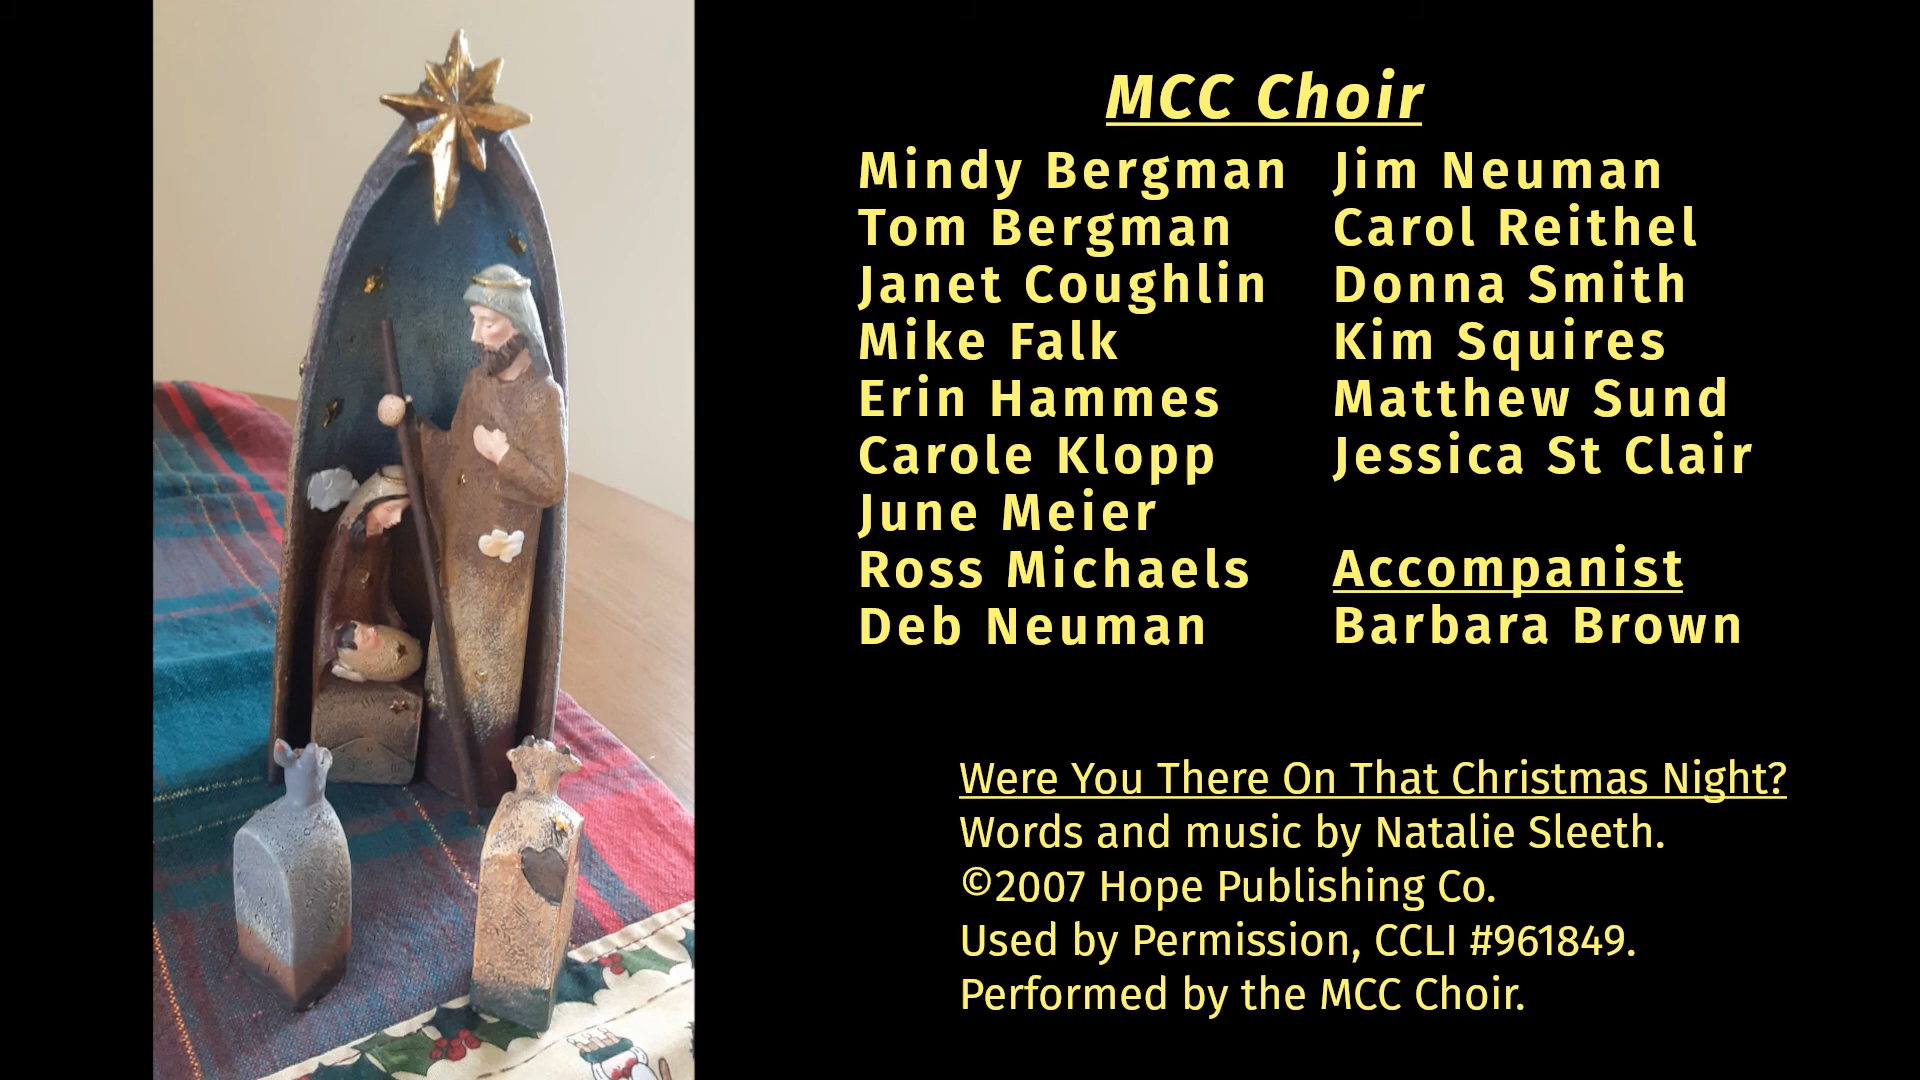 MCC Choir
Mindy Bergman
Tom Bergman
Janet Coughlin
Mike Falk
Erin Hammes
Carole Klopp
June Meier
Ross Michaels
Deb Neuman
Jim Neuman
Carol Reithel
Donna Smith
Kim Squires
Matthew Sund
Jessica St Clair
Accompanist
Barbara Brown
Were You There On That Christmas Night?
Words and music by Natalie Sleeth.
©2007 Hope Publishing Co.
Used by Permission, CCLI #961849.
Performed by the MCC Choir.